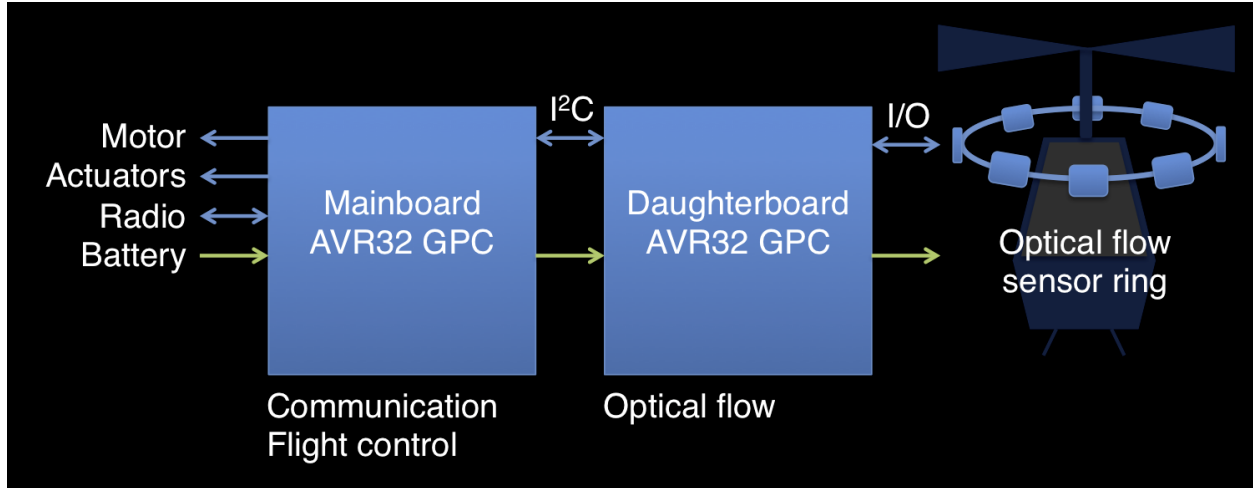 Motor
Actuators
Radio
Battery
Mainboard
AVR32 GPC
Communication
Flight control
I²C
Daughterboard
AVR32 GPC
Optical flow
I/O
Optical flow
sensor ring